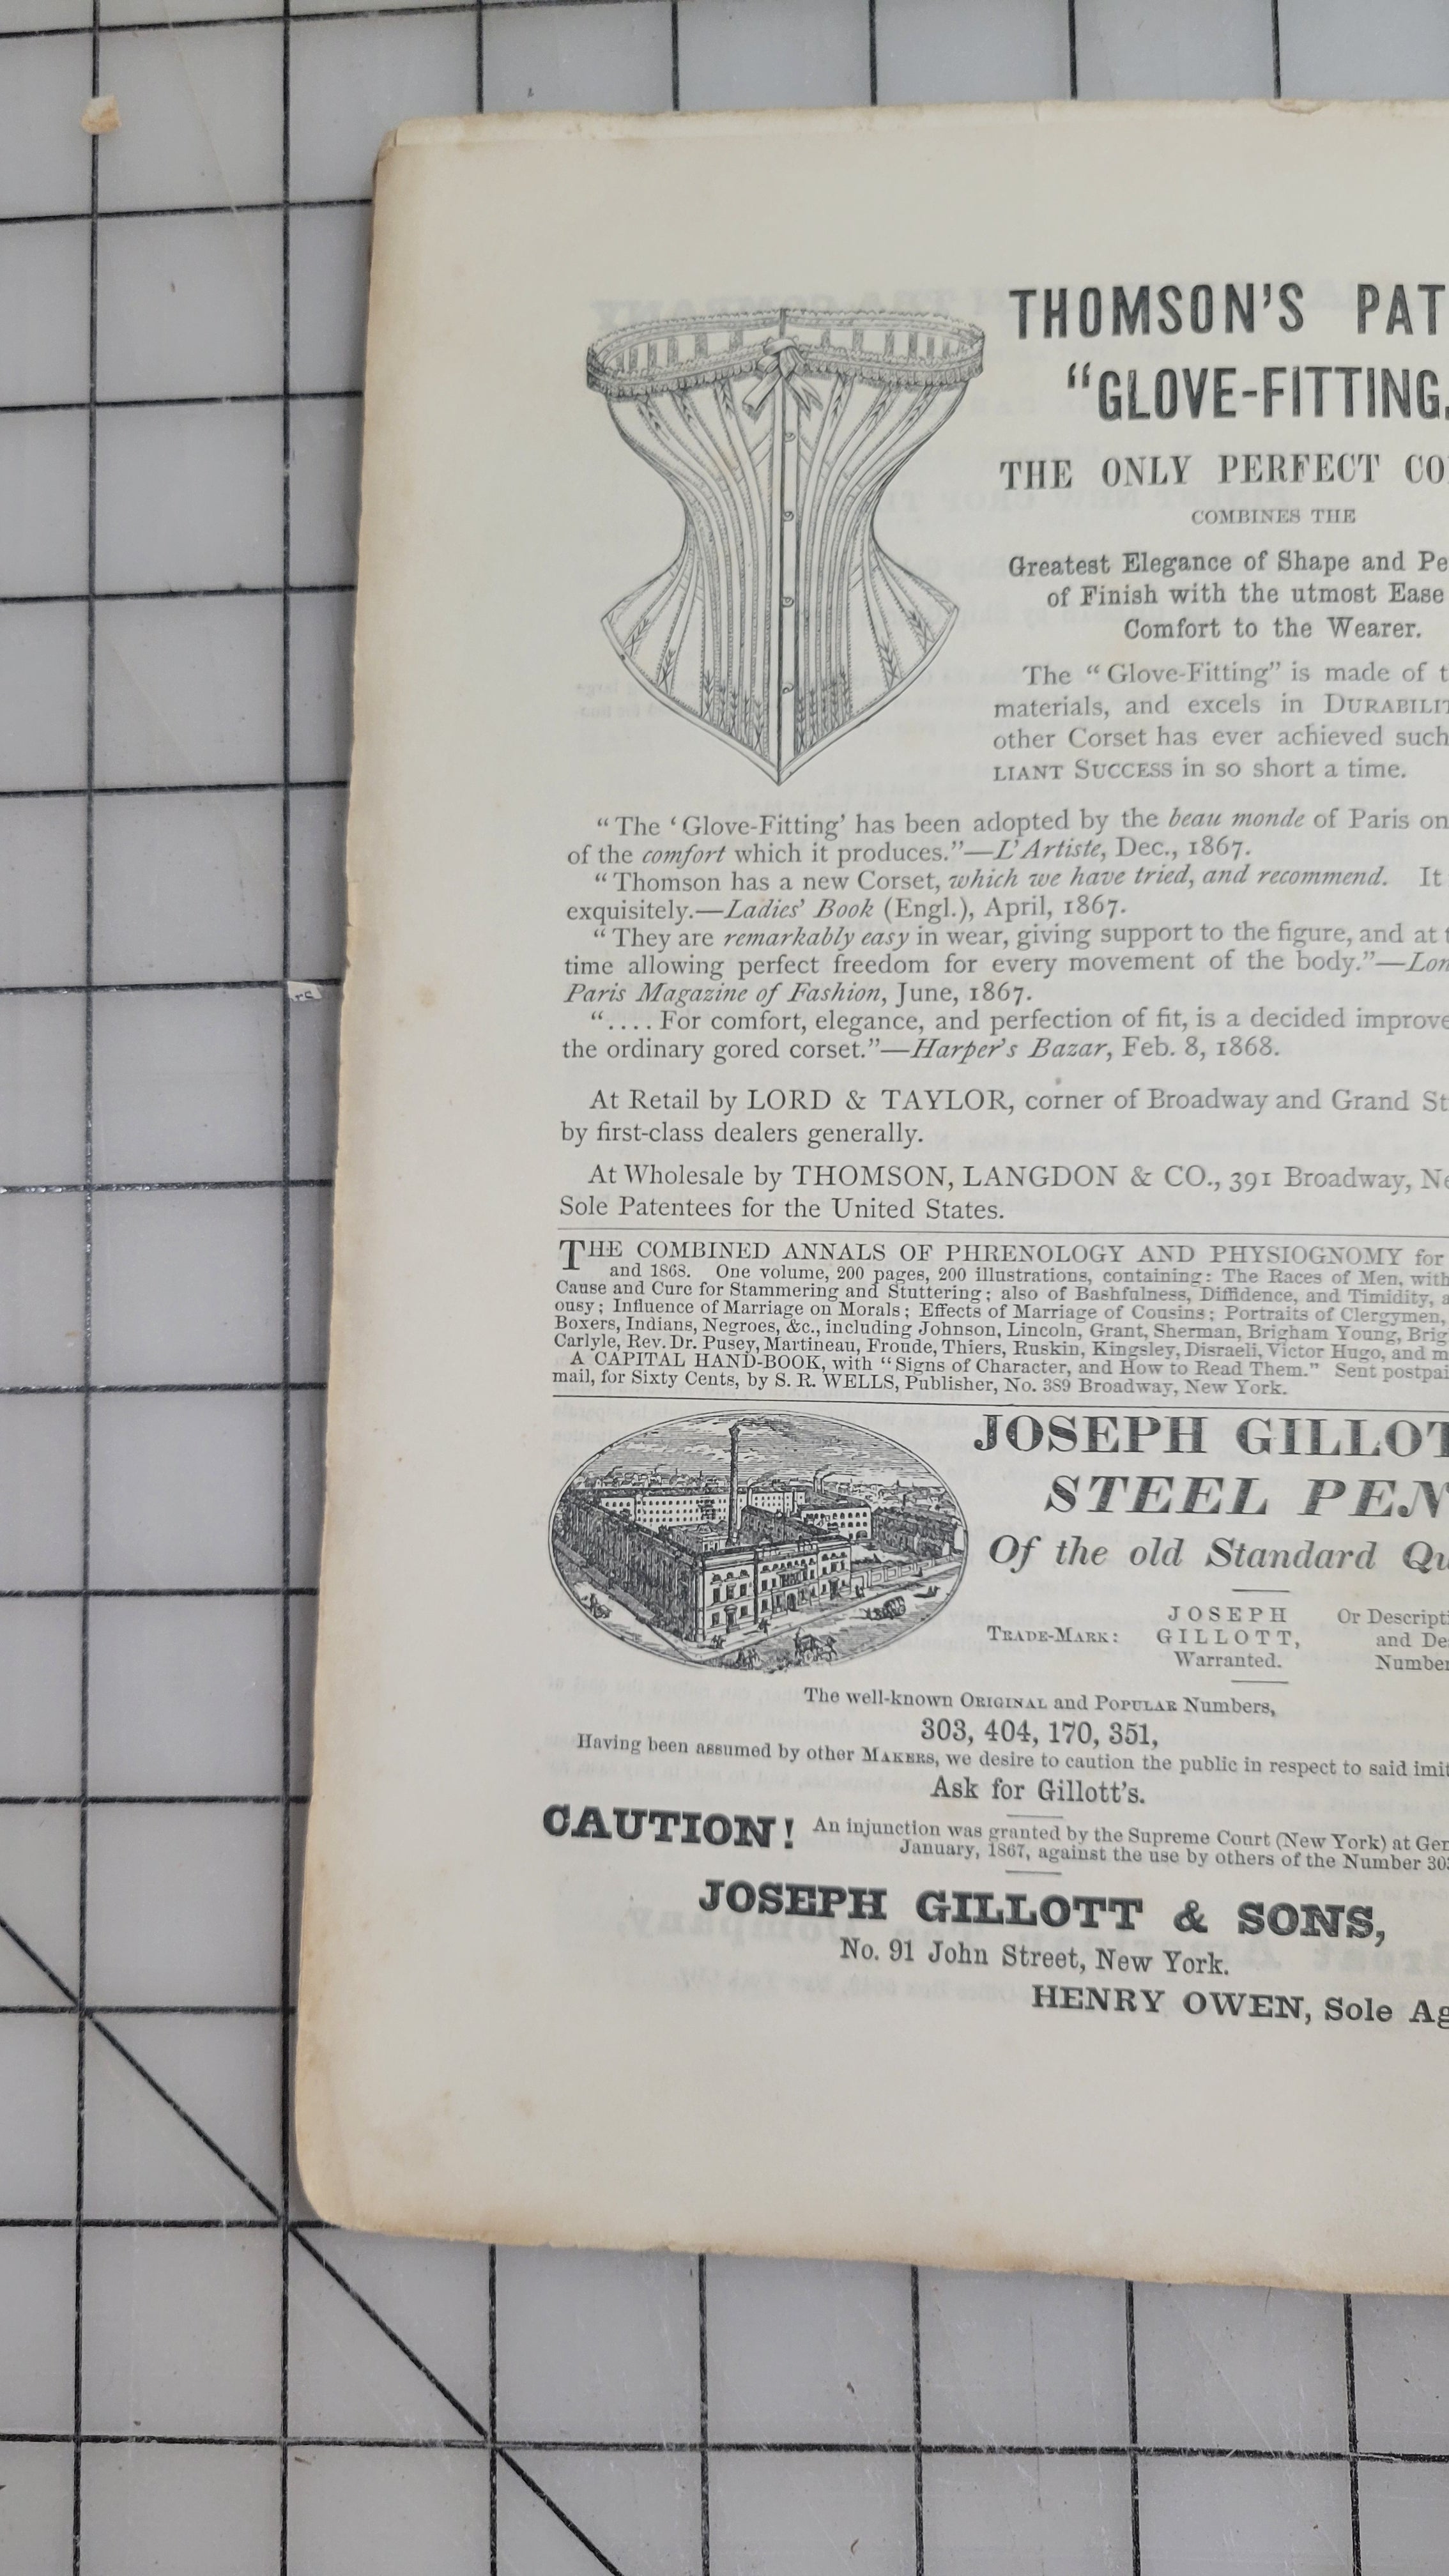 THOMSON'S PAT
"GLOVE-FITTING
THE ONLY PERFECT CO
COMBINES THE
Greatest Elegance of Shape and Pe
of Finish with the utmost Ease
Comfort to the Wearer.
The "Glove-Fitting" is made of t
materials, and excels in DURABILIT
other Corset has ever achieved such
LIANT SUCCESS in so short a time.
"The 'Glove-Fitting' has been adopted by the beau monde of Paris on
of the comfort which it produces."—L'Artiste, Dec., 1867.
"Thomson has a new Corset, which we have tried, and recommend. It
exquisitely.—Ladies' Book (Engl.), April, 1867.
"They are remarkably easy in wear, giving support to the figure, and at t
time allowing perfect freedom for every movement of the body."—Lon
Paris Magazine of Fashion, June, 1867.
".... For comfort, elegance, and perfection of fit, is a decided improve
the ordinary gored corset."—Harper's Bazar, Feb. 8, 1868.
At Retail by LORD & TAYLOR, corner of Broadway and Grand St
by first-class dealers generally.
At Wholesale by THOMSON, LANGDON & CO., 391 Broadway, Ne
Sole Patentees for the United States.
THE COMBINED ANNALS OF PHRENOLOGY AND PHYSIOGNOMY for
and 1868. One volume, 200 pages, 200 illustrations, containing: The Races of Men, with
Cause and Cure for Stammering and Stuttering; also of Bashfulness, Diffidence, and Timidity, a
ousy; Influence of Marriage on Morals; Effects of Marriage of Cousins; Portraits of Clergymen,
Boxers, Indians, Negroes, &c., including Johnson, Lincoln, Grant, Sherman, Brigham Young, Brig
Carlyle, Rev. Dr. Pusey, Martineau, Froude, Thiers, Ruskin, Kingsley, Disraeli, Victor Hugo, and m
A CAPITAL HAND-BOOK, with "Signs of Character, and How to Read Them." Sent postpai
mail, for Sixty Cents, by S. R. WELLS, Publisher, No. 389 Broadway, New York.
JOSEPH GILLOT
STEEL PEN
Of the old Standard Qu
TRADE-MARK: JOSEPH GILLOTT, Warranted.
Or Descripti
and De
Number
The well-known ORIGINAL and POPULAR Numbers,
303, 404, 170, 351,
Having been assumed by other MAKERS, we desire to caution the public in respect to said imit
Ask for Gillott's.
CAUTION! An injunction was granted by the Supreme Court (New York) at Gen
January, 1867, against the use by others of the Number 303
JOSEPH GILLOTT & SONS,
No. 91 John Street, New York.
HENRY OWEN, Sole Ag